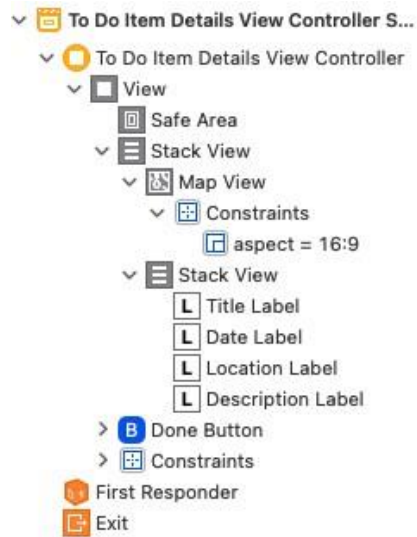 To Do Item Details View Controller S...
To Do Item Details View Controller
View
Safe Area
Stack View
Map View
Constraints
aspect = 16:9
Stack View
L Title Label
L Date Label
L Location Label
L Description Label
B Done Button
Constraints
First Responder
Exit